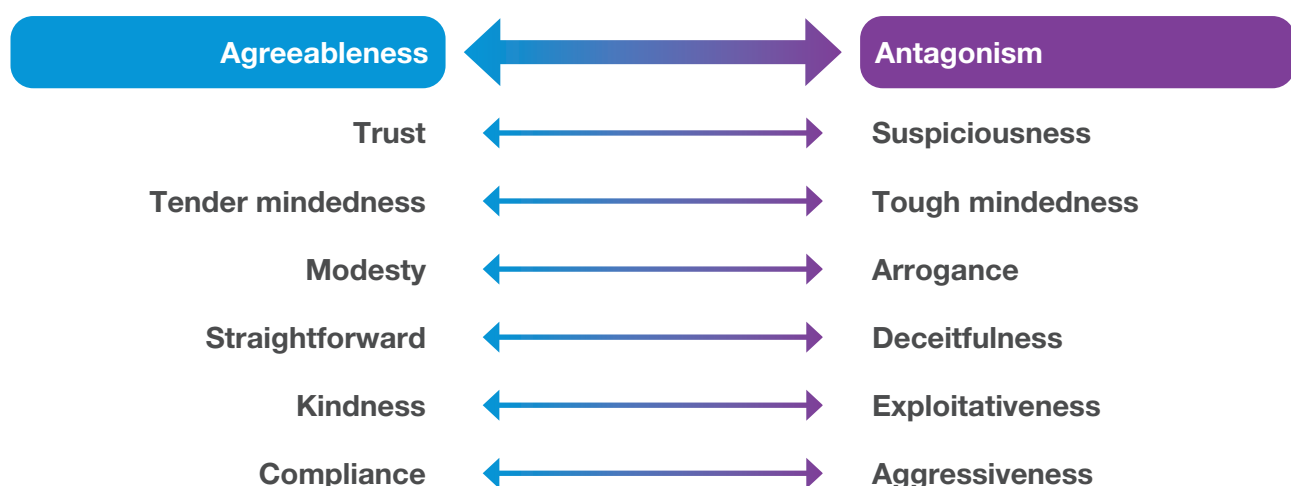 Agreeableness Antagonism
Trust Suspiciousness
Tender mindedness Tough mindedness
Modesty Arrogance
Straightforward Deceitfulness
Kindness Exploitativeness
Compliance Aggressiveness